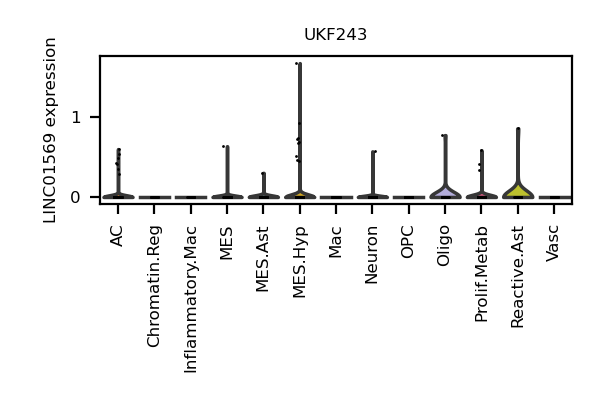 UKF243
LINC01569 expression
1
0
AC
Chromatin.Reg
Inflammatory.Mac
MES
MES.Ast
MES.Hyp
Mac
Neuron
OPC
Oligo
Prolif.Metab
Reactive.Ast
Vasc